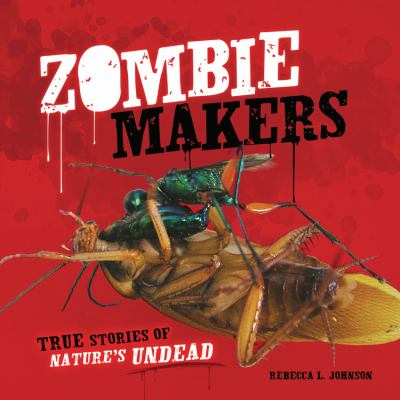 ZOMBIE
MAKERS
TRUE STORIES OF
NATURE'S UNDEAD
REBECCA L. JOHNSON